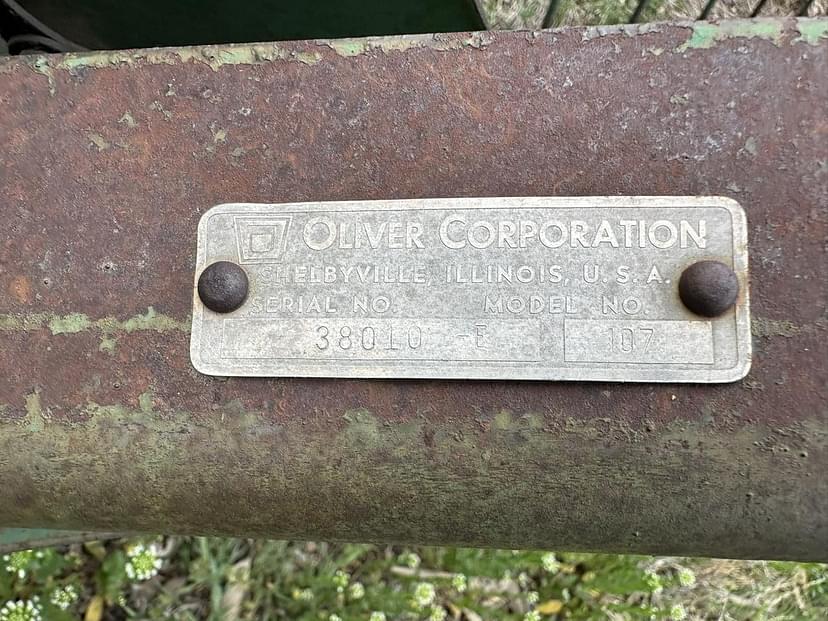 OLIVER CORPORATION
SHELBYVILLE, ILLINOIS, U.S.A.
SERIAL NO. MODEL NO.
38010 -E 107